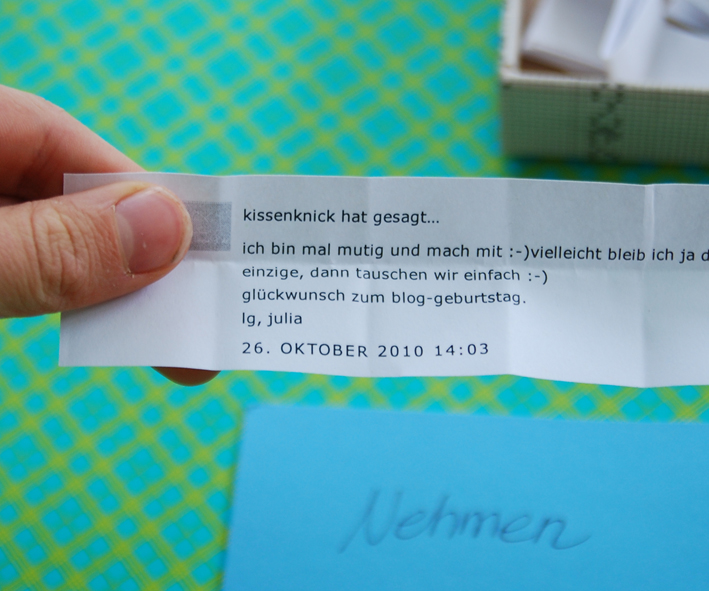 kissenknick hat gesagt...
ich bin mal mutig und mach mit :-)vielleicht bleib ich ja
einzige, dann tauschen wir einfach :-)
glückwunsch zum blog-geburtstag.
lg, julia
26. OKTOBER 2010 14:03
Nehmen